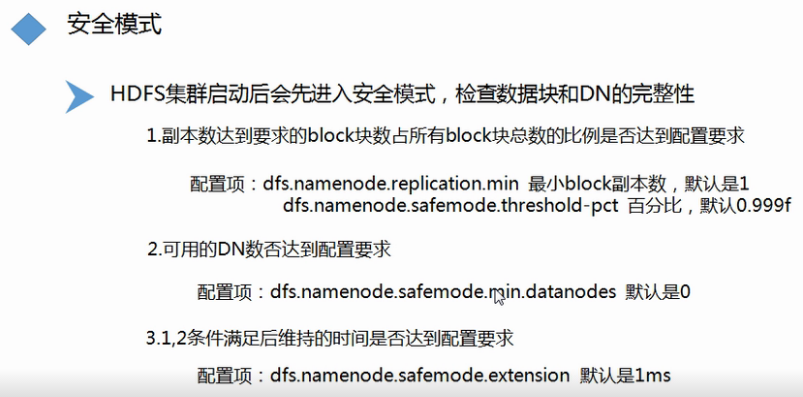 安全模式
HDFS集群启动后会先进入安全模式，检查数据块和DN的完整性
1.副本数达到要求的block块数占所有block块总数的比例是否达到配置要求
配置项：dfs.namenode.replication.min 最小block副本数，默认是1
dfs.namenode.safemode.threshold-pct 百分比，默认0.999f
2.可用的DN数否达到配置要求
配置项：dfs.namenode.safemode.min.datanodes 默认是0
3.1,2条件满足后维持的时间是否达到配置要求
配置项：dfs.namenode.safemode.extension 默认是1ms